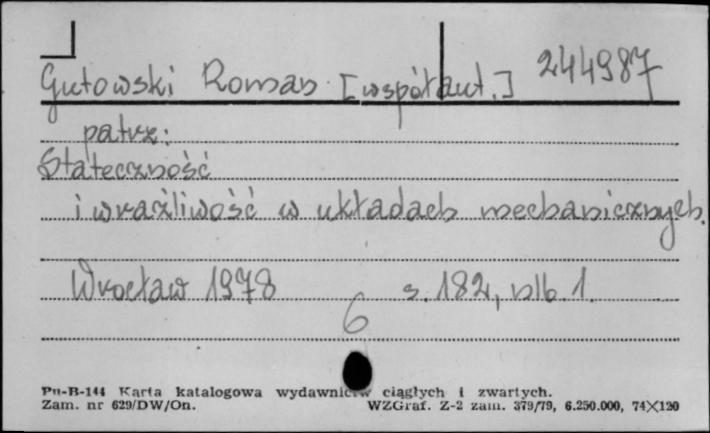 Gutowski Roman [współaut.] 244987
patrz:
Stateczność
i wrażliwość w układach mechanicznych.
Wrocław 1978 s. 182, nlb. 1.
6
Pu-B-144 Karta katalogowa wydawnictw ciągłych i zwartych.
Zam. nr 629/DW/On. WZGraf. Z-2 zam. 379/79, 6.250.000, 74X120